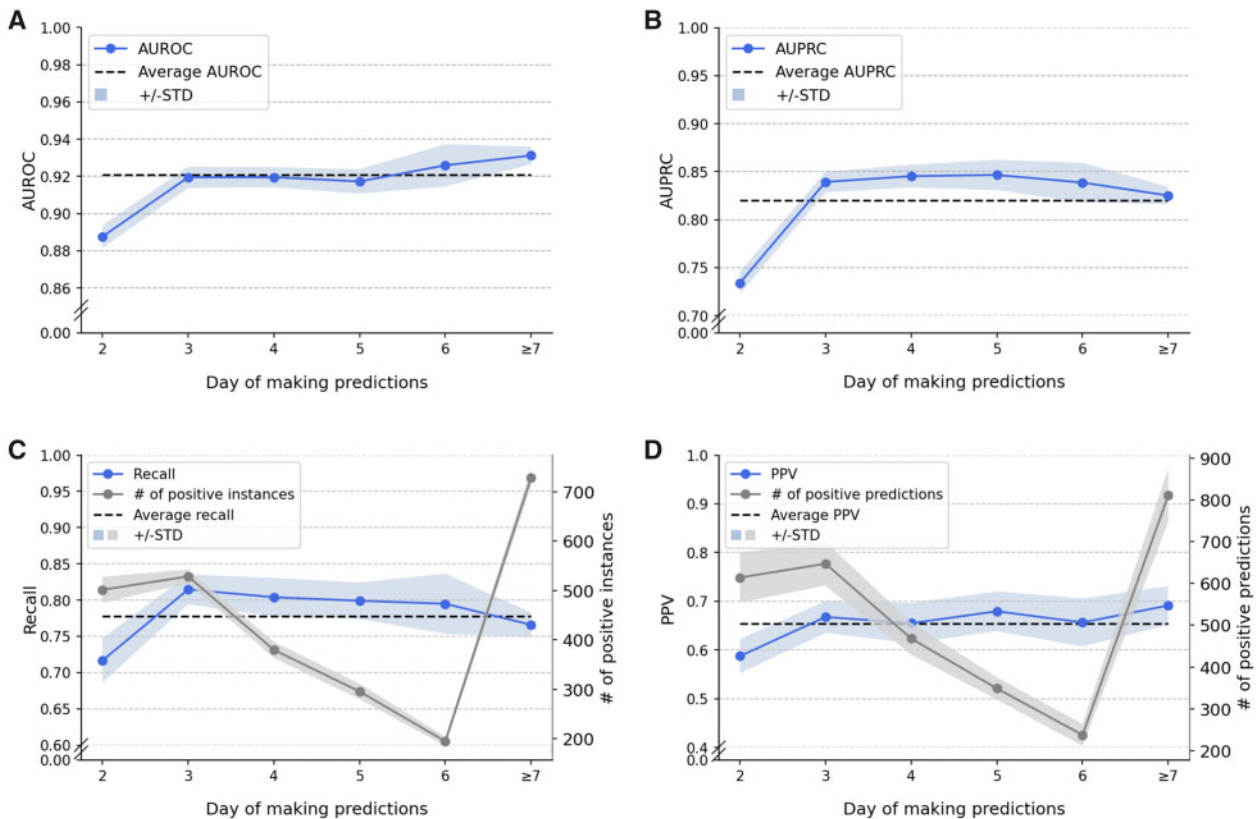 A
1.00
0.98
0.96
0.94
0.92
0.90
0.88
0.86
0.00
AUROC
AUROC
Average AUROC
+/-STD
2 3 4 5 6 ≥7
Day of making predictions
B
1.00
0.95
0.90
0.85
0.80
0.75
0.70
0.00
AUPRC
AUPRC
Average AUPRC
+/-STD
2 3 4 5 6 ≥7
Day of making predictions
C
1.00
0.95
0.90
0.85
0.80
0.75
0.70
0.65
0.60
0.00
Recall
Recall
# of positive instances
Average recall
+/-STD
700
600
500
400
300
200
# of positive instances
2 3 4 5 6 ≥7
Day of making predictions
D
1.0
0.9
0.8
0.7
0.6
0.5
0.4
0.0
PPV
PPV
# of positive predictions
Average PPV
+/-STD
900
800
700
600
500
400
300
200
# of positive predictions
2 3 4 5 6 ≥7
Day of making predictions